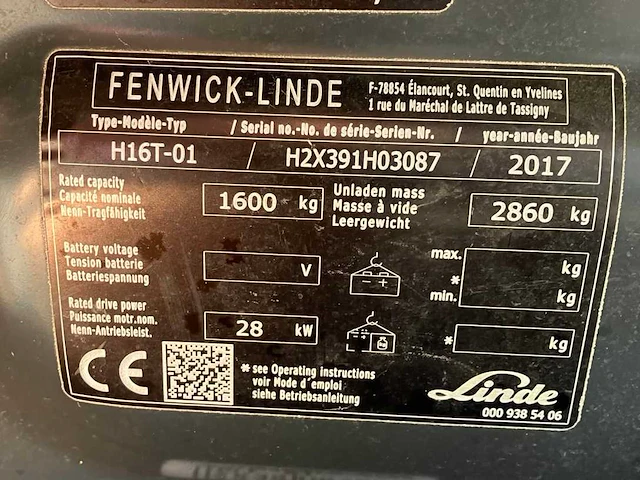 FENWICK-LINDE
F-78854 Élancourt, St. Quentin en Yvelines
1 rue du Maréchal de Lattre de Tassigny
Type-Modèle-Typ / Serial no.-No. de série-Serien-Nr. / year-année-Baujahr
H16T-01 / H2X391H03087 / 2017
Rated capacity
Capacité nominale
Nenn-Tragfähigkeit
1600 kg
Unladen mass
Masse à vide
Leergewicht
2860 kg
Battery voltage
Tension batterie
Batteriespannung
V
max. kg
*
min. kg
Rated drive power
Puissance motr.nom.
Nenn-Antriebsleist.
28 kW
* kg
CE
* see Operating instructions
voir Mode d´emploi
siehe Betriebsanleitung
Linde
000 938 54 06